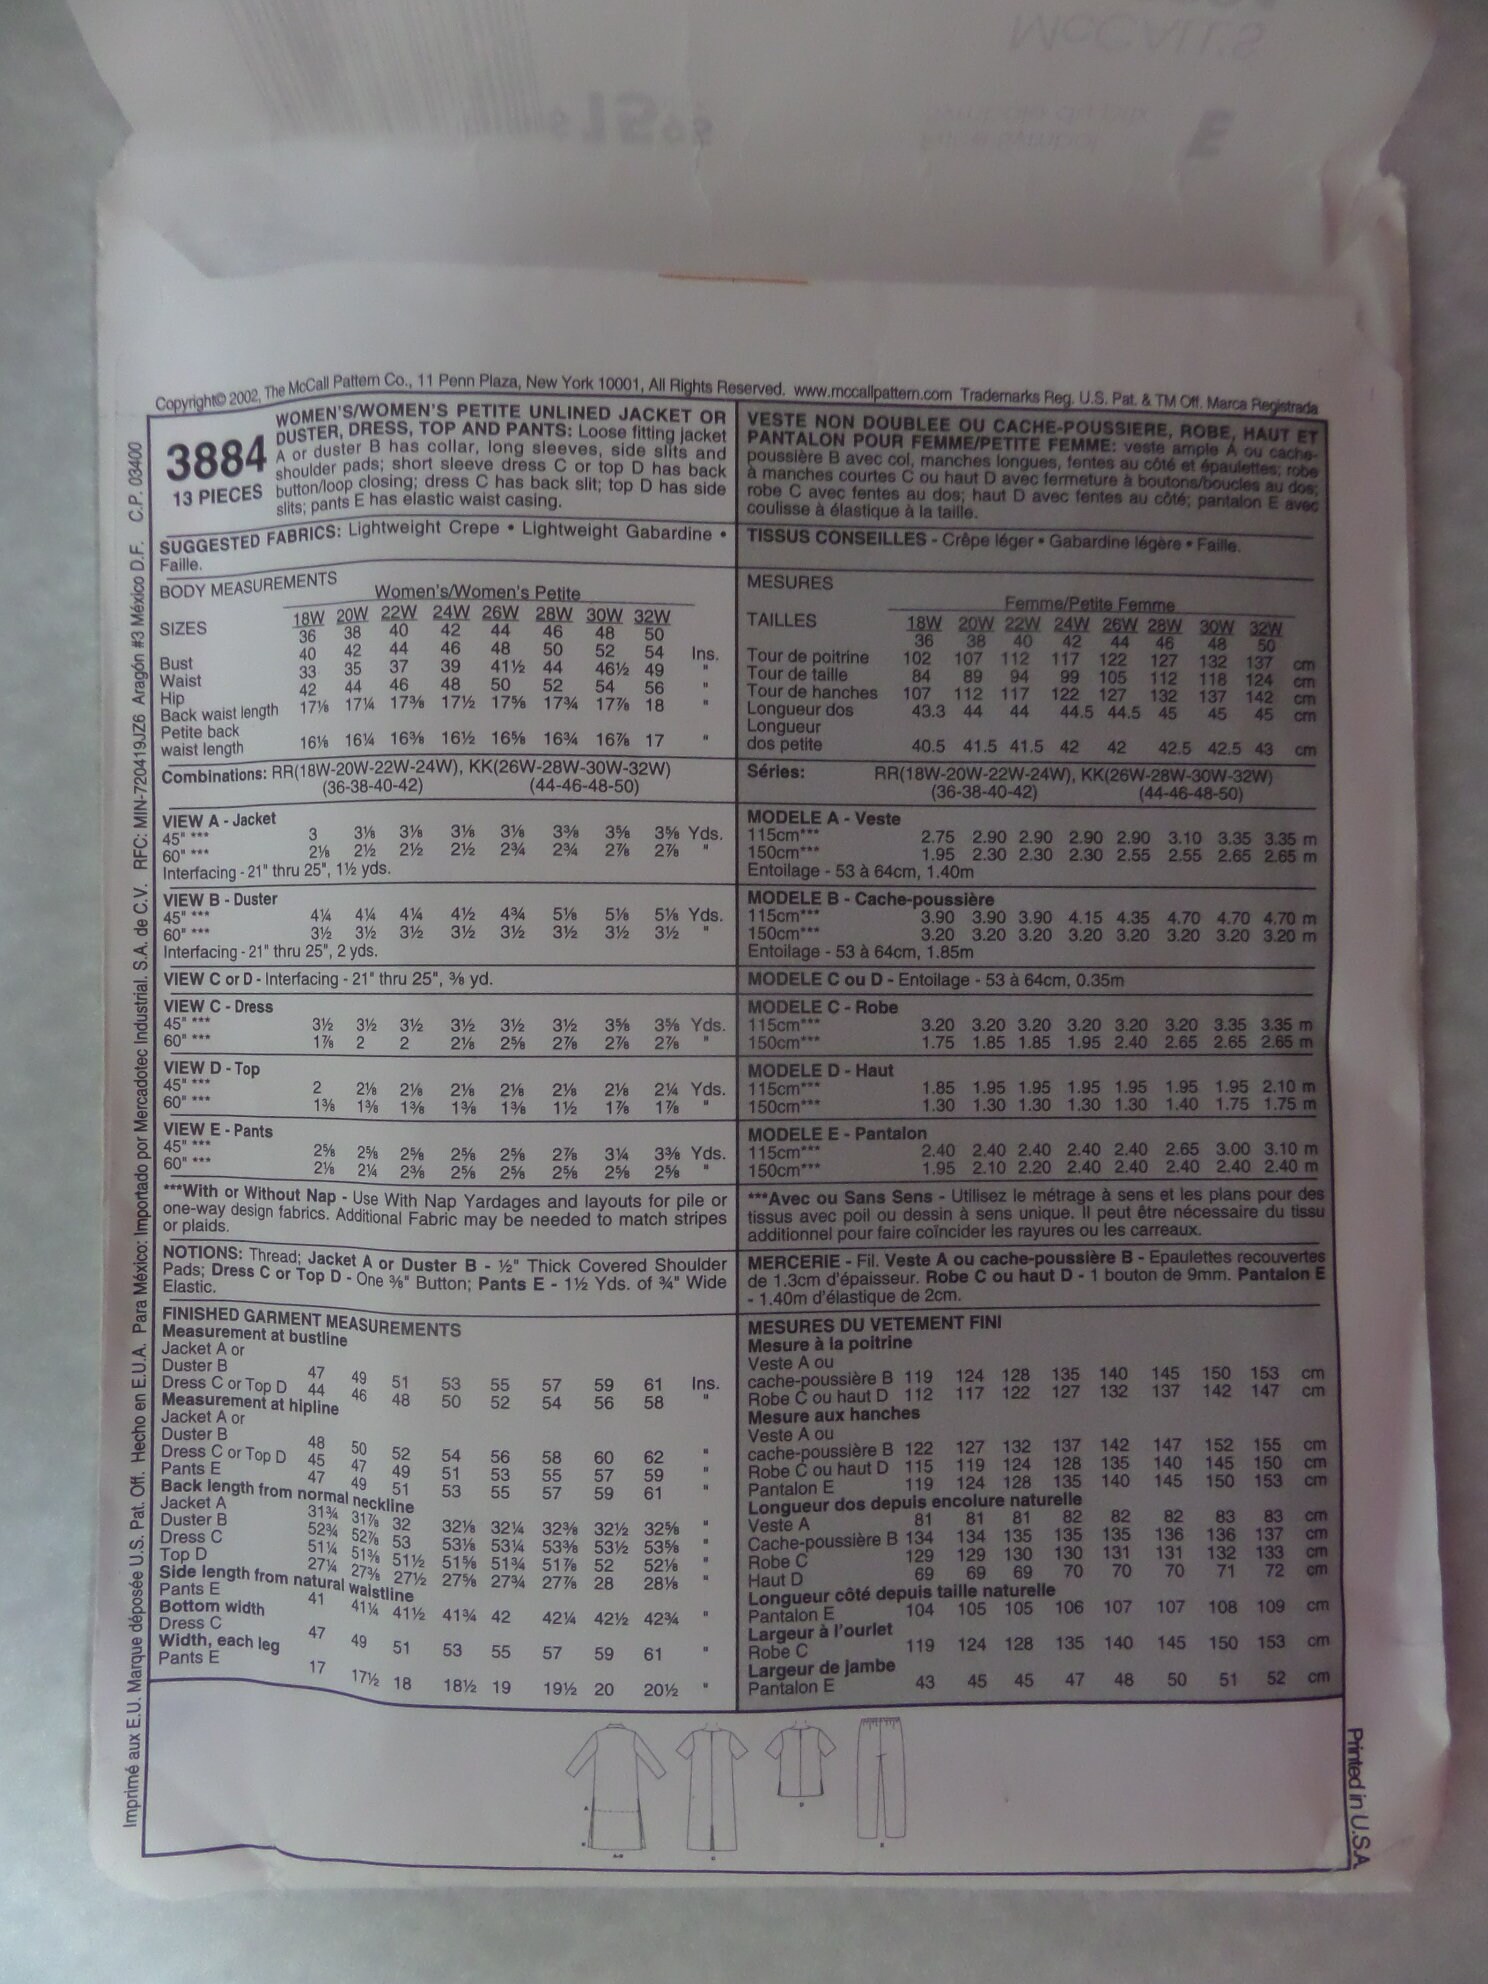 Copyright© 2002, The McCall Pattern Co., 11 Penn Plaza, New York 10001, All Rights Reserved. www.mccallpattern.com Trademarks Reg. U.S. Pat. & TM Off. Marca Registrada
3884
13 PIECES
WOMEN'S/WOMEN'S PETITE UNLINED JACKET OR
DUSTER, DRESS, TOP AND PANTS: Loose fitting jacket
A or duster B has collar, long sleeves, side slits and
shoulder pads; short sleeve dress C or top D has back
button/loop closing; dress C has back slit; top D has side
slits; pants E has elastic waist casing.
SUGGESTED FABRICS: Lightweight Crepe • Lightweight Gabardine •
Faille.
BODY MEASUREMENTS
Women's/Women's Petite
SIZES 18W 20W 22W 24W 26W 28W 30W 32W
36 38 40 42 44 46 48 50
Bust 40 42 44 46 48 50 52 54 Ins.
Waist 33 35 37 39 41½ 44 46½ 49 "
Hip 42 44 46 48 50 52 54 56 "
Back waist length 17⅛ 17¼ 17⅜ 17½ 17⅝ 17¾ 17⅞ 18 "
Petite back
waist length 16⅛ 16¼ 16⅜ 16½ 16⅝ 16¾ 16⅞ 17 "
Combinations: RR(18W-20W-22W-24W), KK(26W-28W-30W-32W)
(36-38-40-42) (44-46-48-50)
VIEW A - Jacket
45" *** 3 3⅛ 3⅛ 3⅛ 3⅛ 3⅜ 3⅝ 3⅝ Yds.
60" *** 2⅛ 2½ 2½ 2½ 2¾ 2¾ 2⅞ 2⅞ "
Interfacing - 21" thru 25", 1½ yds.
VIEW B - Duster
45" *** 4¼ 4¼ 4¼ 4½ 4¾ 5⅛ 5⅛ 5⅛ Yds.
60" *** 3½ 3½ 3½ 3½ 3½ 3½ 3½ 3½ "
Interfacing - 21" thru 25", 2 yds.
VIEW C or D - Interfacing - 21" thru 25", ⅜ yd.
VIEW C - Dress
45" *** 3½ 3½ 3½ 3½ 3½ 3½ 3⅝ 3⅝ Yds.
60" *** 1⅞ 2 2 2⅛ 2⅝ 2⅞ 2⅞ 2⅞ "
VIEW D - Top
45" *** 2 2⅛ 2⅛ 2⅛ 2⅛ 2⅛ 2⅛ 2¼ Yds.
60" *** 1⅜ 1⅜ 1⅜ 1⅜ 1⅜ 1½ 1⅞ 1⅞ "
VIEW E - Pants
45" *** 2⅝ 2⅝ 2⅝ 2⅝ 2⅝ 2⅞ 3¼ 3⅜ Yds.
60" *** 2⅛ 2¼ 2⅜ 2⅝ 2⅝ 2⅝ 2⅝ 2⅝ "
***With or Without Nap - Use With Nap Yardages and layouts for pile or
one-way design fabrics. Additional Fabric may be needed to match stripes
or plaids.
NOTIONS: Thread; Jacket A or Duster B - ½" Thick Covered Shoulder
Pads; Dress C or Top D - One ⅜" Button; Pants E - 1½ Yds. of ¾" Wide
Elastic.
FINISHED GARMENT MEASUREMENTS
Measurement at bustline
Jacket A or
Duster B 47 49 51 53 55 57 59 61 Ins.
Dress C or Top D 44 46 48 50 52 54 56 58 "
Measurement at hipline
Jacket A or
Duster B 48 50 52 54 56 58 60 62 "
Dress C or Top D 45 47 49 51 53 55 57 59 "
Pants E 47 49 51 53 55 57 59 61 "
Back length from normal neckline
Jacket A 31¾ 31⅞ 32 32⅛ 32¼ 32⅜ 32½ 32⅝ "
Duster B 52¾ 52⅞ 53 53⅛ 53¼ 53⅜ 53½ 53⅝ "
Dress C 51¼ 51⅜ 51½ 51⅝ 51¾ 51⅞ 52 52⅛ "
Top D 27¼ 27⅜ 27½ 27⅝ 27¾ 27⅞ 28 28⅛ "
Side length from natural waistline
Pants E 41 41¼ 41½ 41¾ 42 42¼ 42½ 42¾ "
Bottom width
Dress C 47 49 51 53 55 57 59 61 "
Width, each leg
Pants E 17 17½ 18 18½ 19 19½ 20 20½ "
VESTE NON DOUBLEE OU CACHE-POUSSIERE, ROBE, HAUT ET
PANTALON POUR FEMME/PETITE FEMME: veste ample A ou cache-
poussière B avec col, manches longues, fentes au côté et épaulettes; robe
à manches courtes C ou haut D avec fermeture à boutons/boucles au dos;
robe C avec fentes au dos; haut D avec fentes au côté; pantalon E avec
coulisse à élastique à la taille.
TISSUS CONSEILLES - Crêpe léger • Gabardine légère • Faille.
MESURES
Femme/Petite Femme
TAILLES 18W 20W 22W 24W 26W 28W 30W 32W
36 38 40 42 44 46 48 50
Tour de poitrine 102 107 112 117 122 127 132 137 cm
Tour de taille 84 89 94 99 105 112 118 124 cm
Tour de hanches 107 112 117 122 127 132 137 142 cm
Longueur dos 43.3 44 44 44.5 44.5 45 45 45 cm
Longueur
dos petite 40.5 41.5 41.5 42 42 42.5 42.5 43 cm
Séries: RR(18W-20W-22W-24W), KK(26W-28W-30W-32W)
(36-38-40-42) (44-46-48-50)
MODELE A - Veste
115cm*** 2.75 2.90 2.90 2.90 2.90 3.10 3.35 3.35 m
150cm*** 1.95 2.30 2.30 2.30 2.55 2.55 2.65 2.65 m
Entoilage - 53 à 64cm, 1.40m
MODELE B - Cache-poussière
115cm*** 3.90 3.90 3.90 4.15 4.35 4.70 4.70 4.70 m
150cm*** 3.20 3.20 3.20 3.20 3.20 3.20 3.20 3.20 m
Entoilage - 53 à 64cm, 1.85m
MODELE C ou D - Entoilage - 53 à 64cm, 0.35m
MODELE C - Robe
115cm*** 3.20 3.20 3.20 3.20 3.20 3.20 3.35 3.35 m
150cm*** 1.75 1.85 1.85 1.95 2.40 2.65 2.65 2.65 m
MODELE D - Haut
115cm*** 1.85 1.95 1.95 1.95 1.95 1.95 1.95 2.10 m
150cm*** 1.30 1.30 1.30 1.30 1.30 1.40 1.75 1.75 m
MODELE E - Pantalon
115cm*** 2.40 2.40 2.40 2.40 2.40 2.65 3.00 3.10 m
150cm*** 1.95 2.10 2.20 2.40 2.40 2.40 2.40 2.40 m
***Avec ou Sans Sens - Utilisez le métrage à sens et les plans pour des
tissus avec poil ou dessin à sens unique. Il peut être nécessaire du tissu
additionnel pour faire coïncider les rayures ou les carreaux.
MERCERIE - Fil. Veste A ou cache-poussière B - Epaulettes recouvertes
de 1.3cm d'épaisseur. Robe C ou haut D - 1 bouton de 9mm. Pantalon E
- 1.40m d'élastique de 2cm.
MESURES DU VETEMENT FINI
Mesure à la poitrine
Veste A ou
cache-poussière B 119 124 128 135 140 145 150 153 cm
Robe C ou haut D 112 117 122 127 132 137 142 147 cm
Mesure aux hanches
Veste A ou
cache-poussière B 122 127 132 137 142 147 152 155 cm
Robe C ou haut D 115 119 124 128 135 140 145 150 cm
Pantalon E 119 124 128 135 140 145 150 153 cm
Longueur dos depuis encolure naturelle
Veste A 81 81 81 82 82 82 83 83 cm
Cache-poussière B 134 134 135 135 135 136 136 137 cm
Robe C 129 129 130 130 131 131 132 133 cm
Haut D 69 69 69 70 70 70 71 72 cm
Longueur côté depuis taille naturelle
Pantalon E 104 105 105 106 107 107 108 109 cm
Largeur à l'ourlet
Robe C 119 124 128 135 140 145 150 153 cm
Largeur de jambe
Pantalon E 43 45 45 47 48 50 51 52 cm
Imprimé aux E.U. Marque déposée U.S. Pat. Off. Hecho en E.U.A. Para México: Importado por Mercadotec Industrial. S.A. de C.V. RFC: MIN-720419JZ6 Aragón #3 México D.F. C.P. 03400
Printed in U.S.A
McCALL'S
E